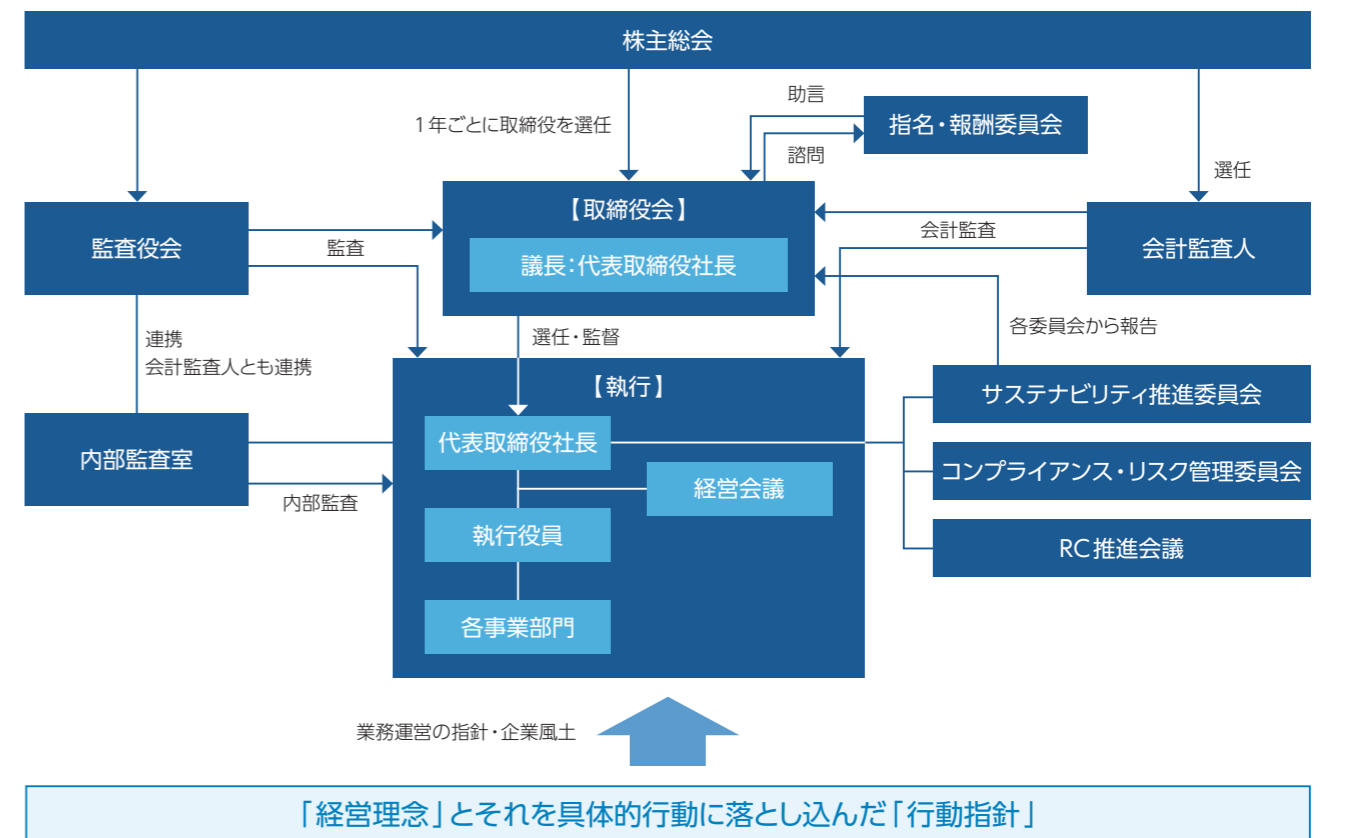 株主総会
1年ごとに取締役を選任
助言
指名・報酬委員会
諮問
選任
監査役会
監査
【取締役会】
議長：代表取締役社長
会計監査
会計監査人
連携
会計監査人とも連携
選任・監督
各委員会から報告
【執行】
内部監査室
内部監査
代表取締役社長
経営会議
執行役員
各事業部門
サステナビリティ推進委員会
コンプライアンス・リスク管理委員会
RC推進会議
業務運営の指針・企業風土
「経営理念」とそれを具体的行動に落とし込んだ「行動指針」